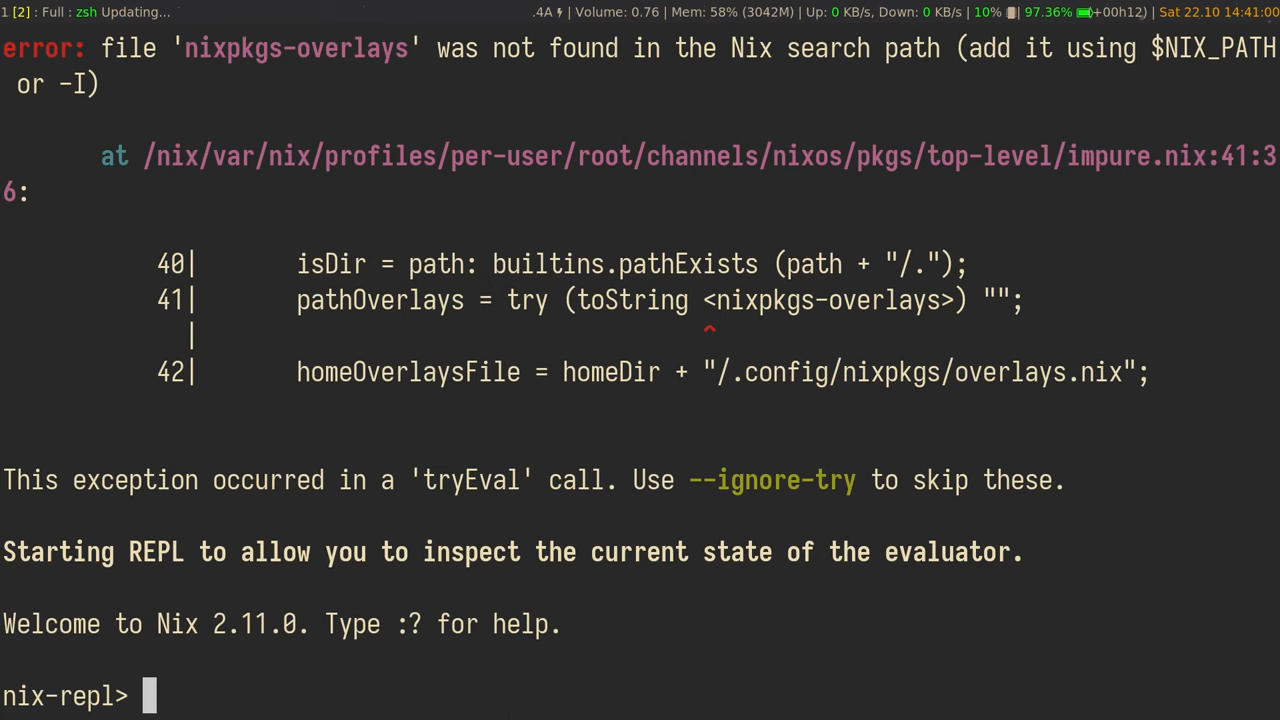 1 [2] : Full : zsh Updating... .4A ⚡ | Volume: 0.76 | Mem: 58% (3042M) | Up: 0 KB/s, Down: 0 KB/s | 10% | 97.36% +00h12) | Sat 22.10 14:41:00
error: file 'nixpkgs-overlays' was not found in the Nix search path (add it using $NIX_PATH
or -I)
at /nix/var/nix/profiles/per-user/root/channels/nixos/pkgs/top-level/impure.nix:41:3
6:
40| isDir = path: builtins.pathExists (path + "/.");
41| pathOverlays = try (toString <nixpkgs-overlays>) "";
| ^
42| homeOverlaysFile = homeDir + "/.config/nixpkgs/overlays.nix";
This exception occurred in a 'tryEval' call. Use --ignore-try to skip these.
Starting REPL to allow you to inspect the current state of the evaluator.
Welcome to Nix 2.11.0. Type :? for help.
nix-repl>